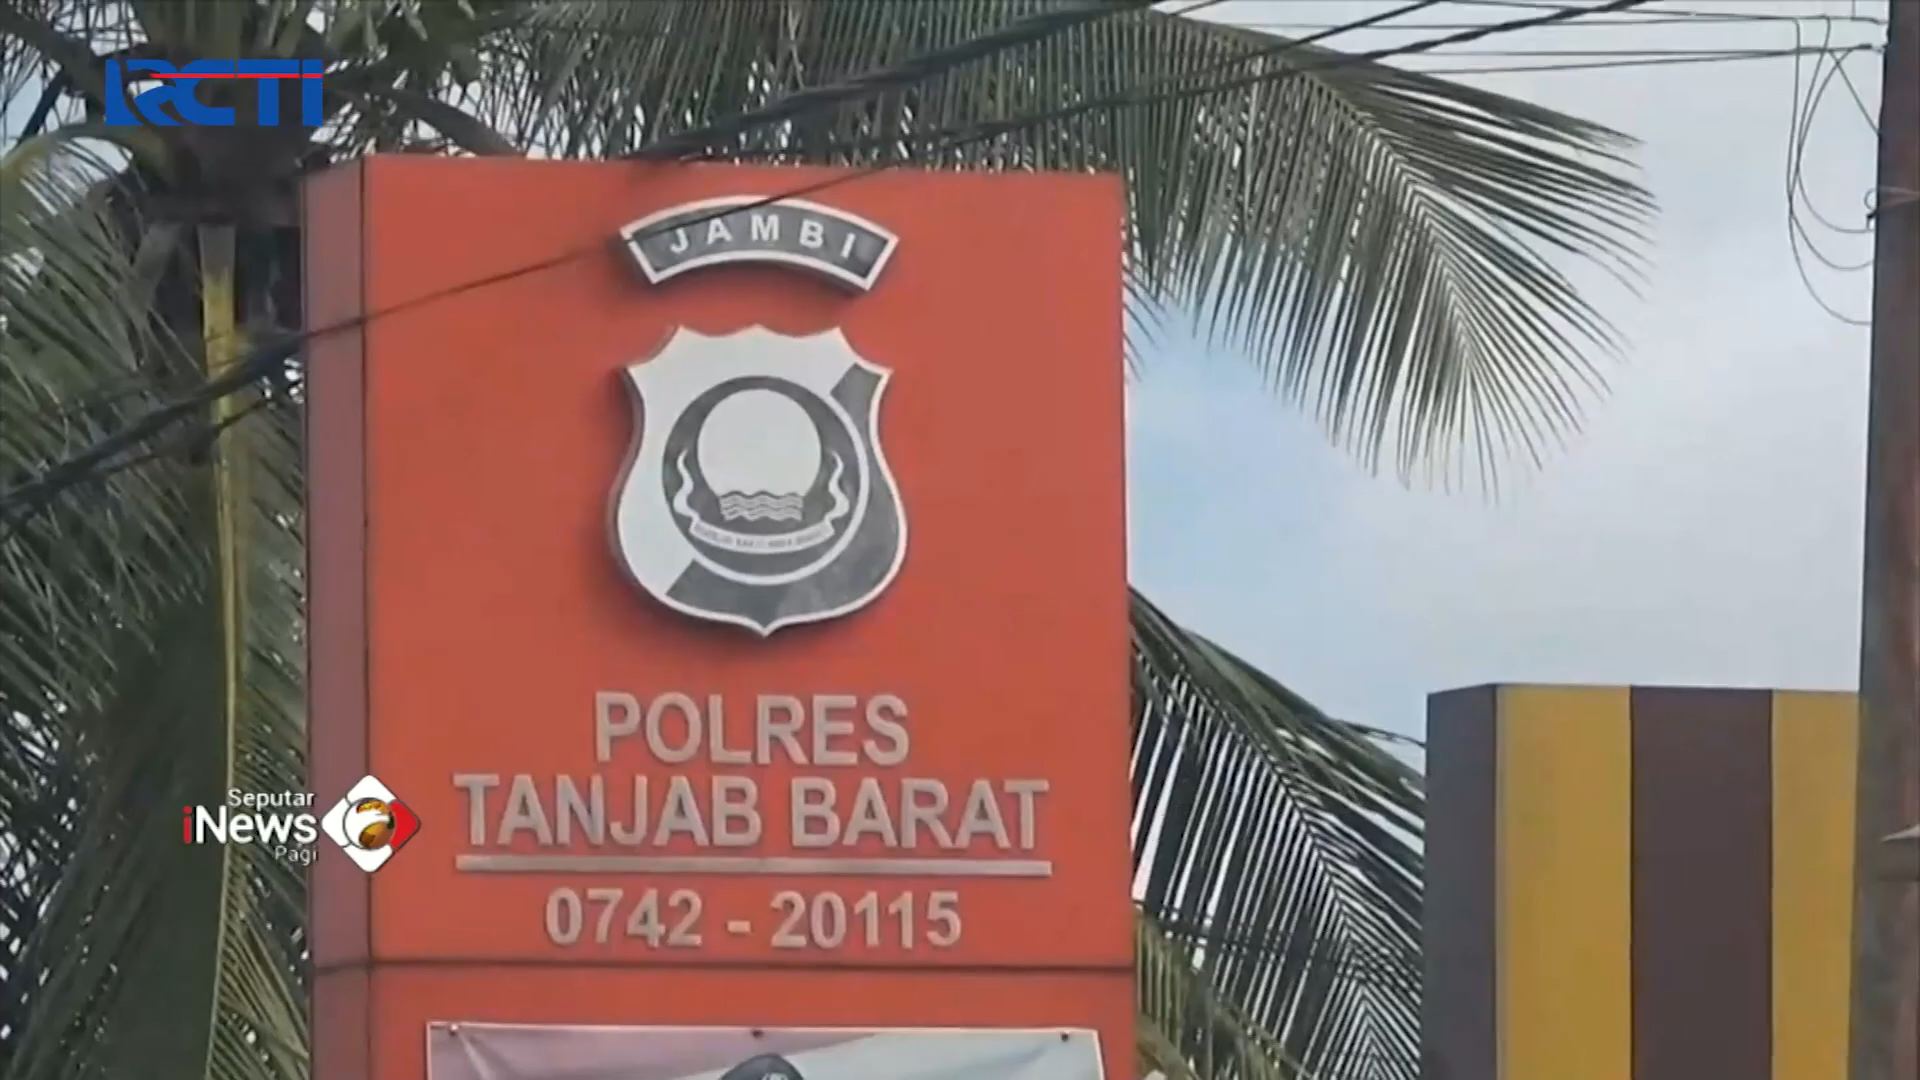 RCTI
JAMBI
POLRES
TANJAB BARAT
0742 - 20115
Seputar
iNews
Pagi